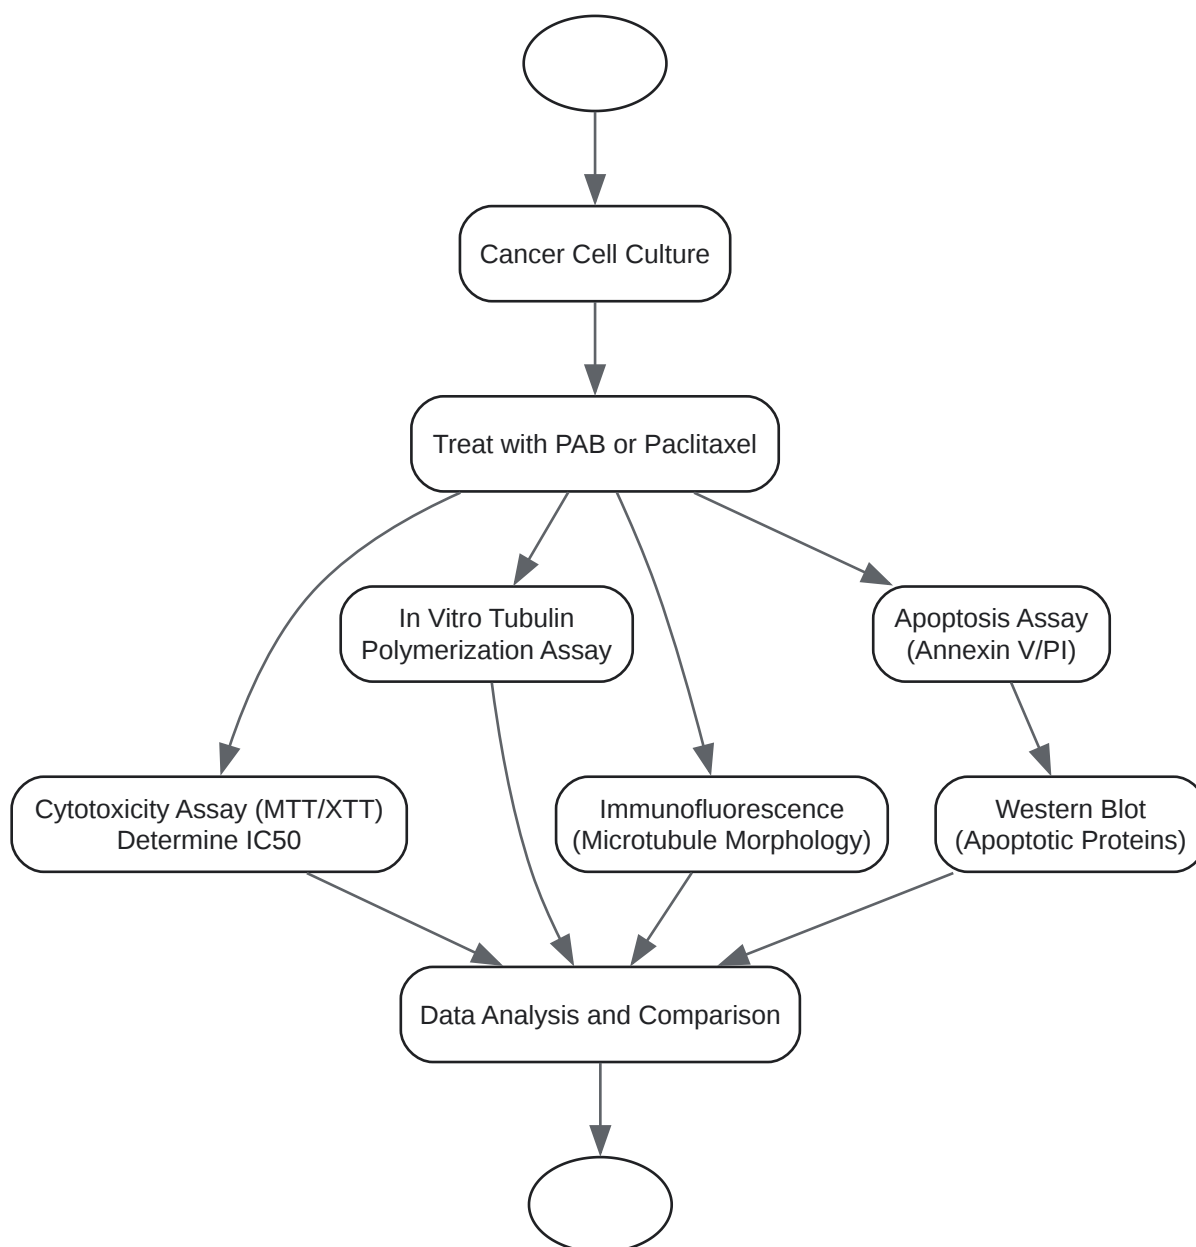 Cancer Cell Culture
Treat with PAB or Paclitaxel
In Vitro Tubulin
Polymerization Assay
Apoptosis Assay
(Annexin V/PI)
Cytotoxicity Assay (MTT/XTT)
Determine IC50
Immunofluorescence
(Microtubule Morphology)
Western Blot
(Apoptotic Proteins)
Data Analysis and Comparison